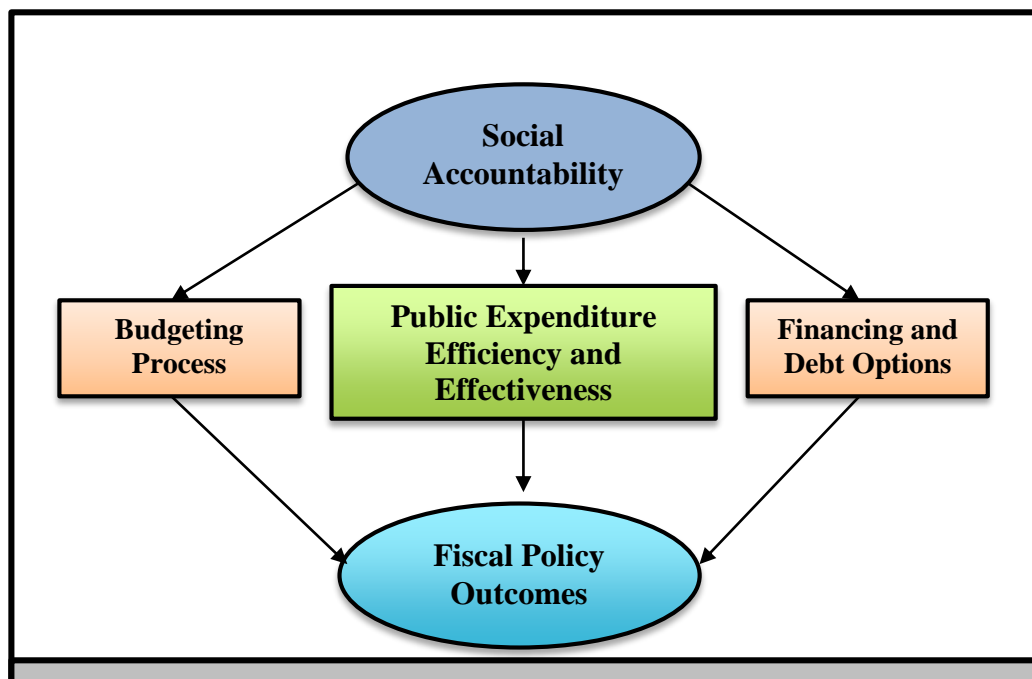 Social
Accountability
Budgeting
Process
Public Expenditure
Efficiency and
Effectiveness
Financing and
Debt Options
Fiscal Policy
Outcomes